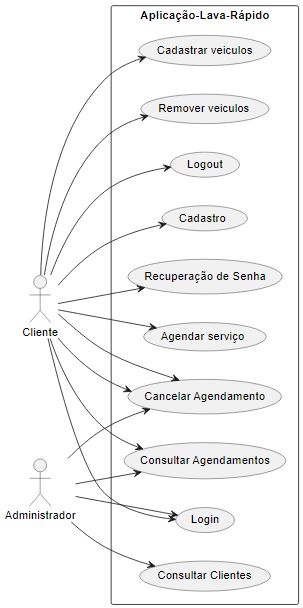 Aplicação-Lava-Rápido
Cadastrar veiculos
Remover veiculos
Logout
Cadastro
Recuperação de Senha
Cliente
Agendar serviço
Cancelar Agendamento
Consultar Agendamentos
Administrador
Login
Consultar Clientes